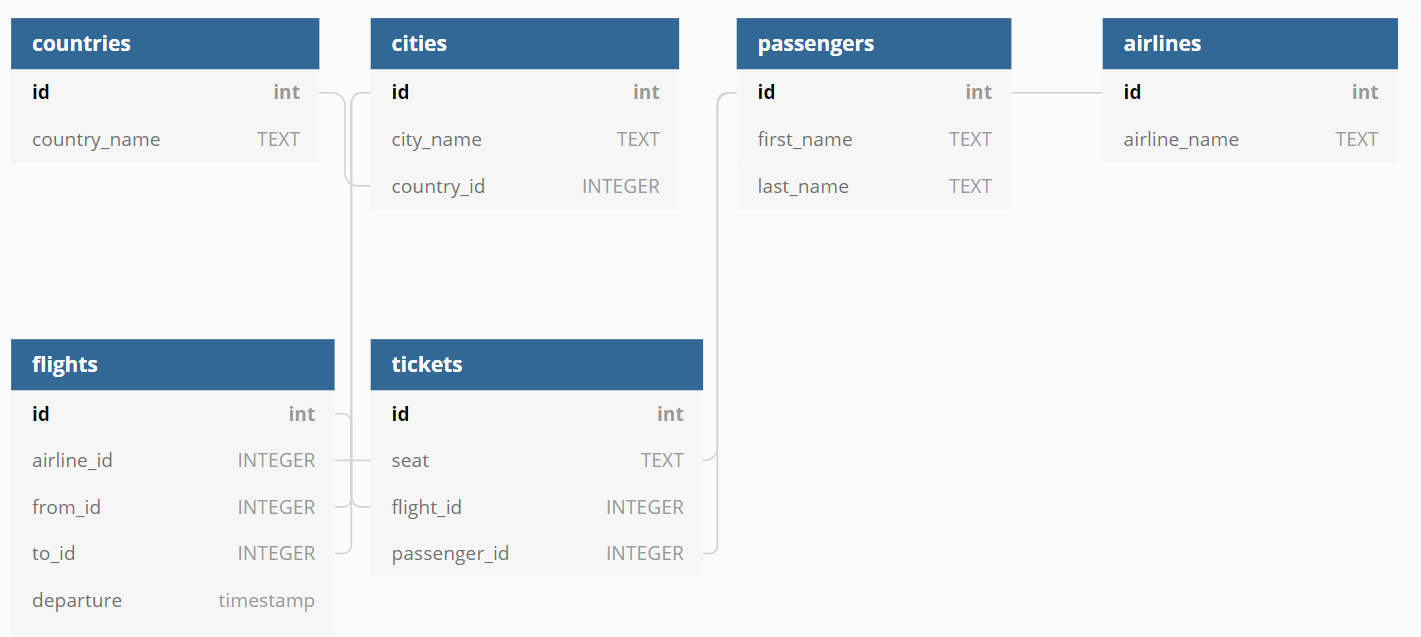 countries
id int
country_name TEXT
cities
id int
city_name TEXT
country_id INTEGER
passengers
id int
first_name TEXT
last_name TEXT
airlines
id int
airline_name TEXT
flights
id int
airline_id INTEGER
from_id INTEGER
to_id INTEGER
departure timestamp
tickets
id int
seat TEXT
flight_id INTEGER
passenger_id INTEGER